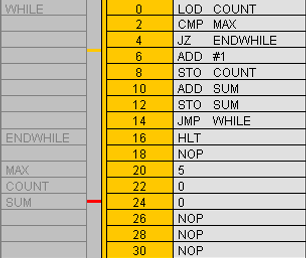 WHILE 0 LOD COUNT
2 CMP MAX
4 JZ ENDWHILE
6 ADD #1
8 STO COUNT
10 ADD SUM
12 STO SUM
14 JMP WHILE
ENDWHILE 16 HLT
18 NOP
MAX 20 5
COUNT 22 0
SUM 24 0
26 NOP
28 NOP
30 NOP